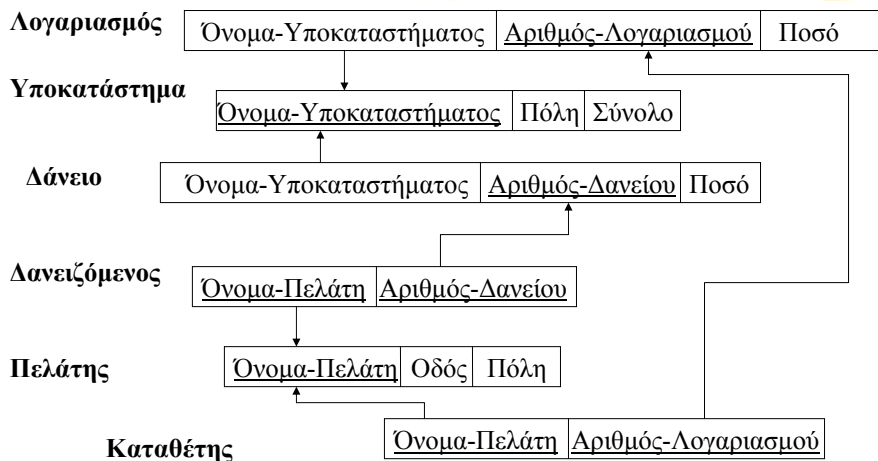 Λογαριασμός Όνομα-Υποκαταστήματος Αριθμός-Λογαριασμού Ποσό
Υποκατάστημα
Όνομα-Υποκαταστήματος Πόλη Σύνολο
Δάνειο Όνομα-Υποκαταστήματος Αριθμός-Δανείου Ποσό
Δανειζόμενος Όνομα-Πελάτη Αριθμός-Δανείου
Πελάτης Όνομα-Πελάτη Οδός Πόλη
Καταθέτης Όνομα-Πελάτη Αριθμός-Λογαριασμού